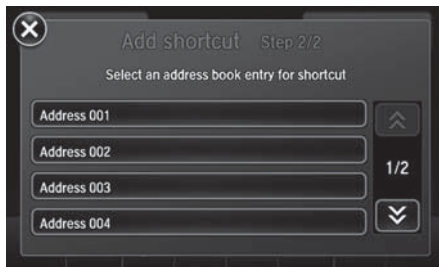 Add shortcut Step 2/2
Select an address book entry for shortcut
Address 001
Address 002
1/2
Address 003
Address 004